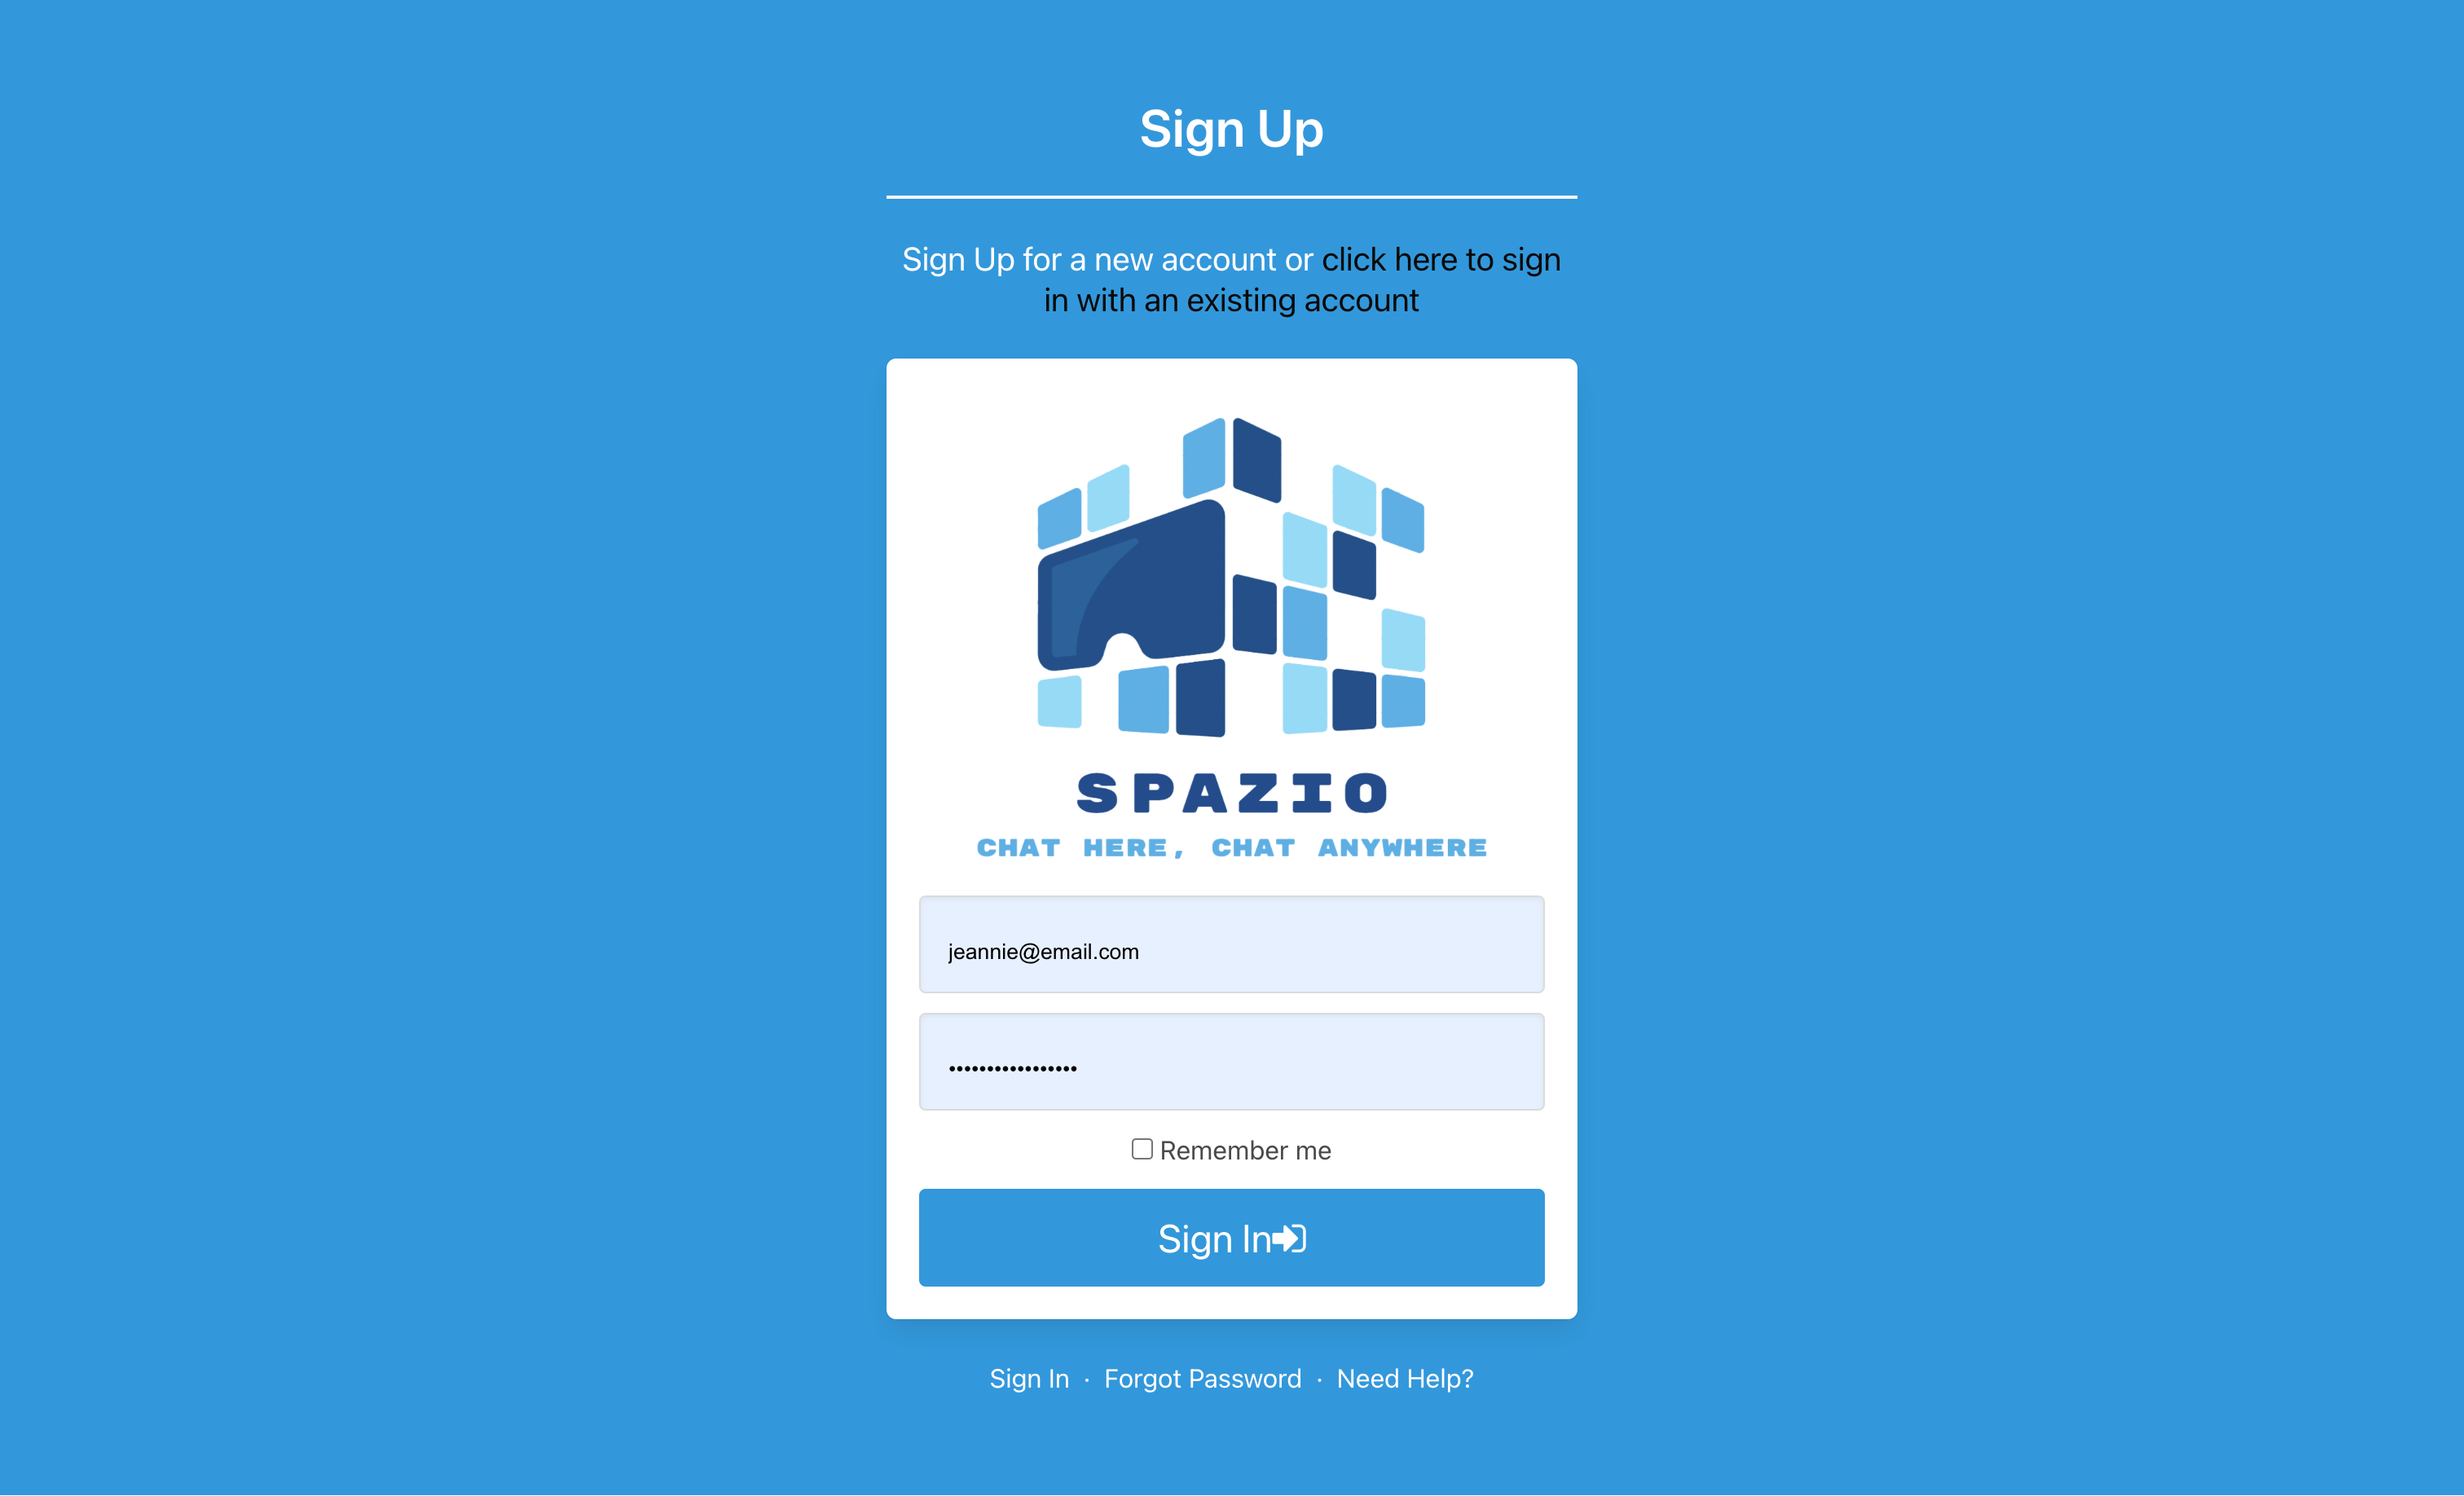 Sign Up
Sign Up for a new account or click here to sign
in with an existing account
SPAZIO
CHAT HERE, CHAT ANYWHERE
jeannie@email.com
•••••••••••••••••
Remember me
Sign In
Sign In · Forgot Password · Need Help?